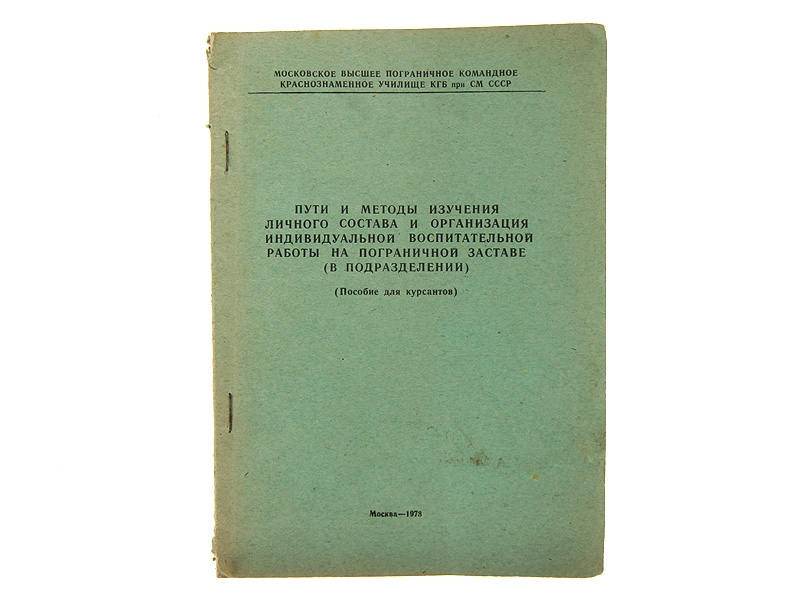 МОСКОВСКОЕ ВЫСШЕЕ ПОГРАНИЧНОЕ КОМАНДНОЕ
КРАСНОЗНАМЕННОЕ УЧИЛИЩЕ КГБ при СМ СССР
ПУТИ И МЕТОДЫ ИЗУЧЕНИЯ
ЛИЧНОГО СОСТАВА И ОРГАНИЗАЦИЯ
ИНДИВИДУАЛЬНОЙ ВОСПИТАТЕЛЬНОЙ
РАБОТЫ НА ПОГРАНИЧНОЙ ЗАСТАВЕ
(В ПОДРАЗДЕЛЕНИИ)
(Пособие для курсантов)
Москва—1978